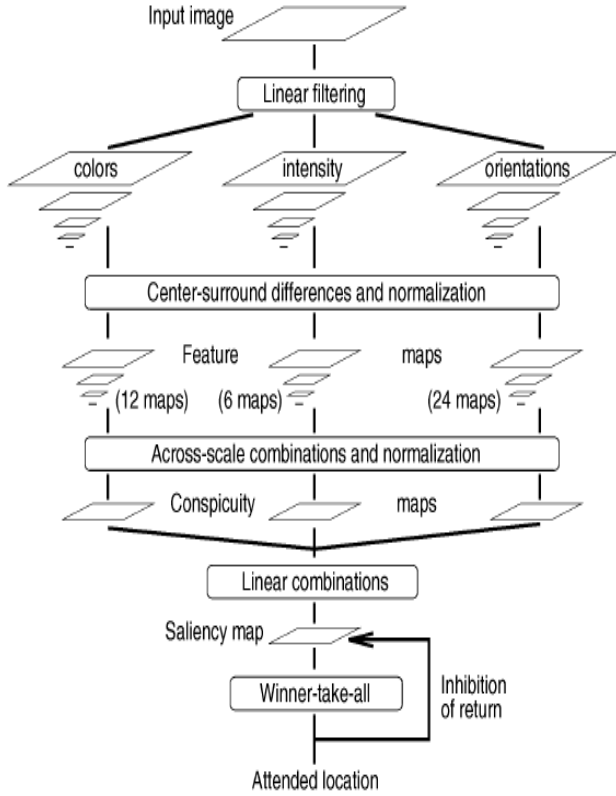 Input image
Linear filtering
colors intensity orientations
Center-surround differences and normalization
Feature maps
(12 maps) (6 maps) (24 maps)
Across-scale combinations and normalization
Conspicuity maps
Linear combinations
Saliency map
Winner-take-all
Inhibition
of return
Attended location